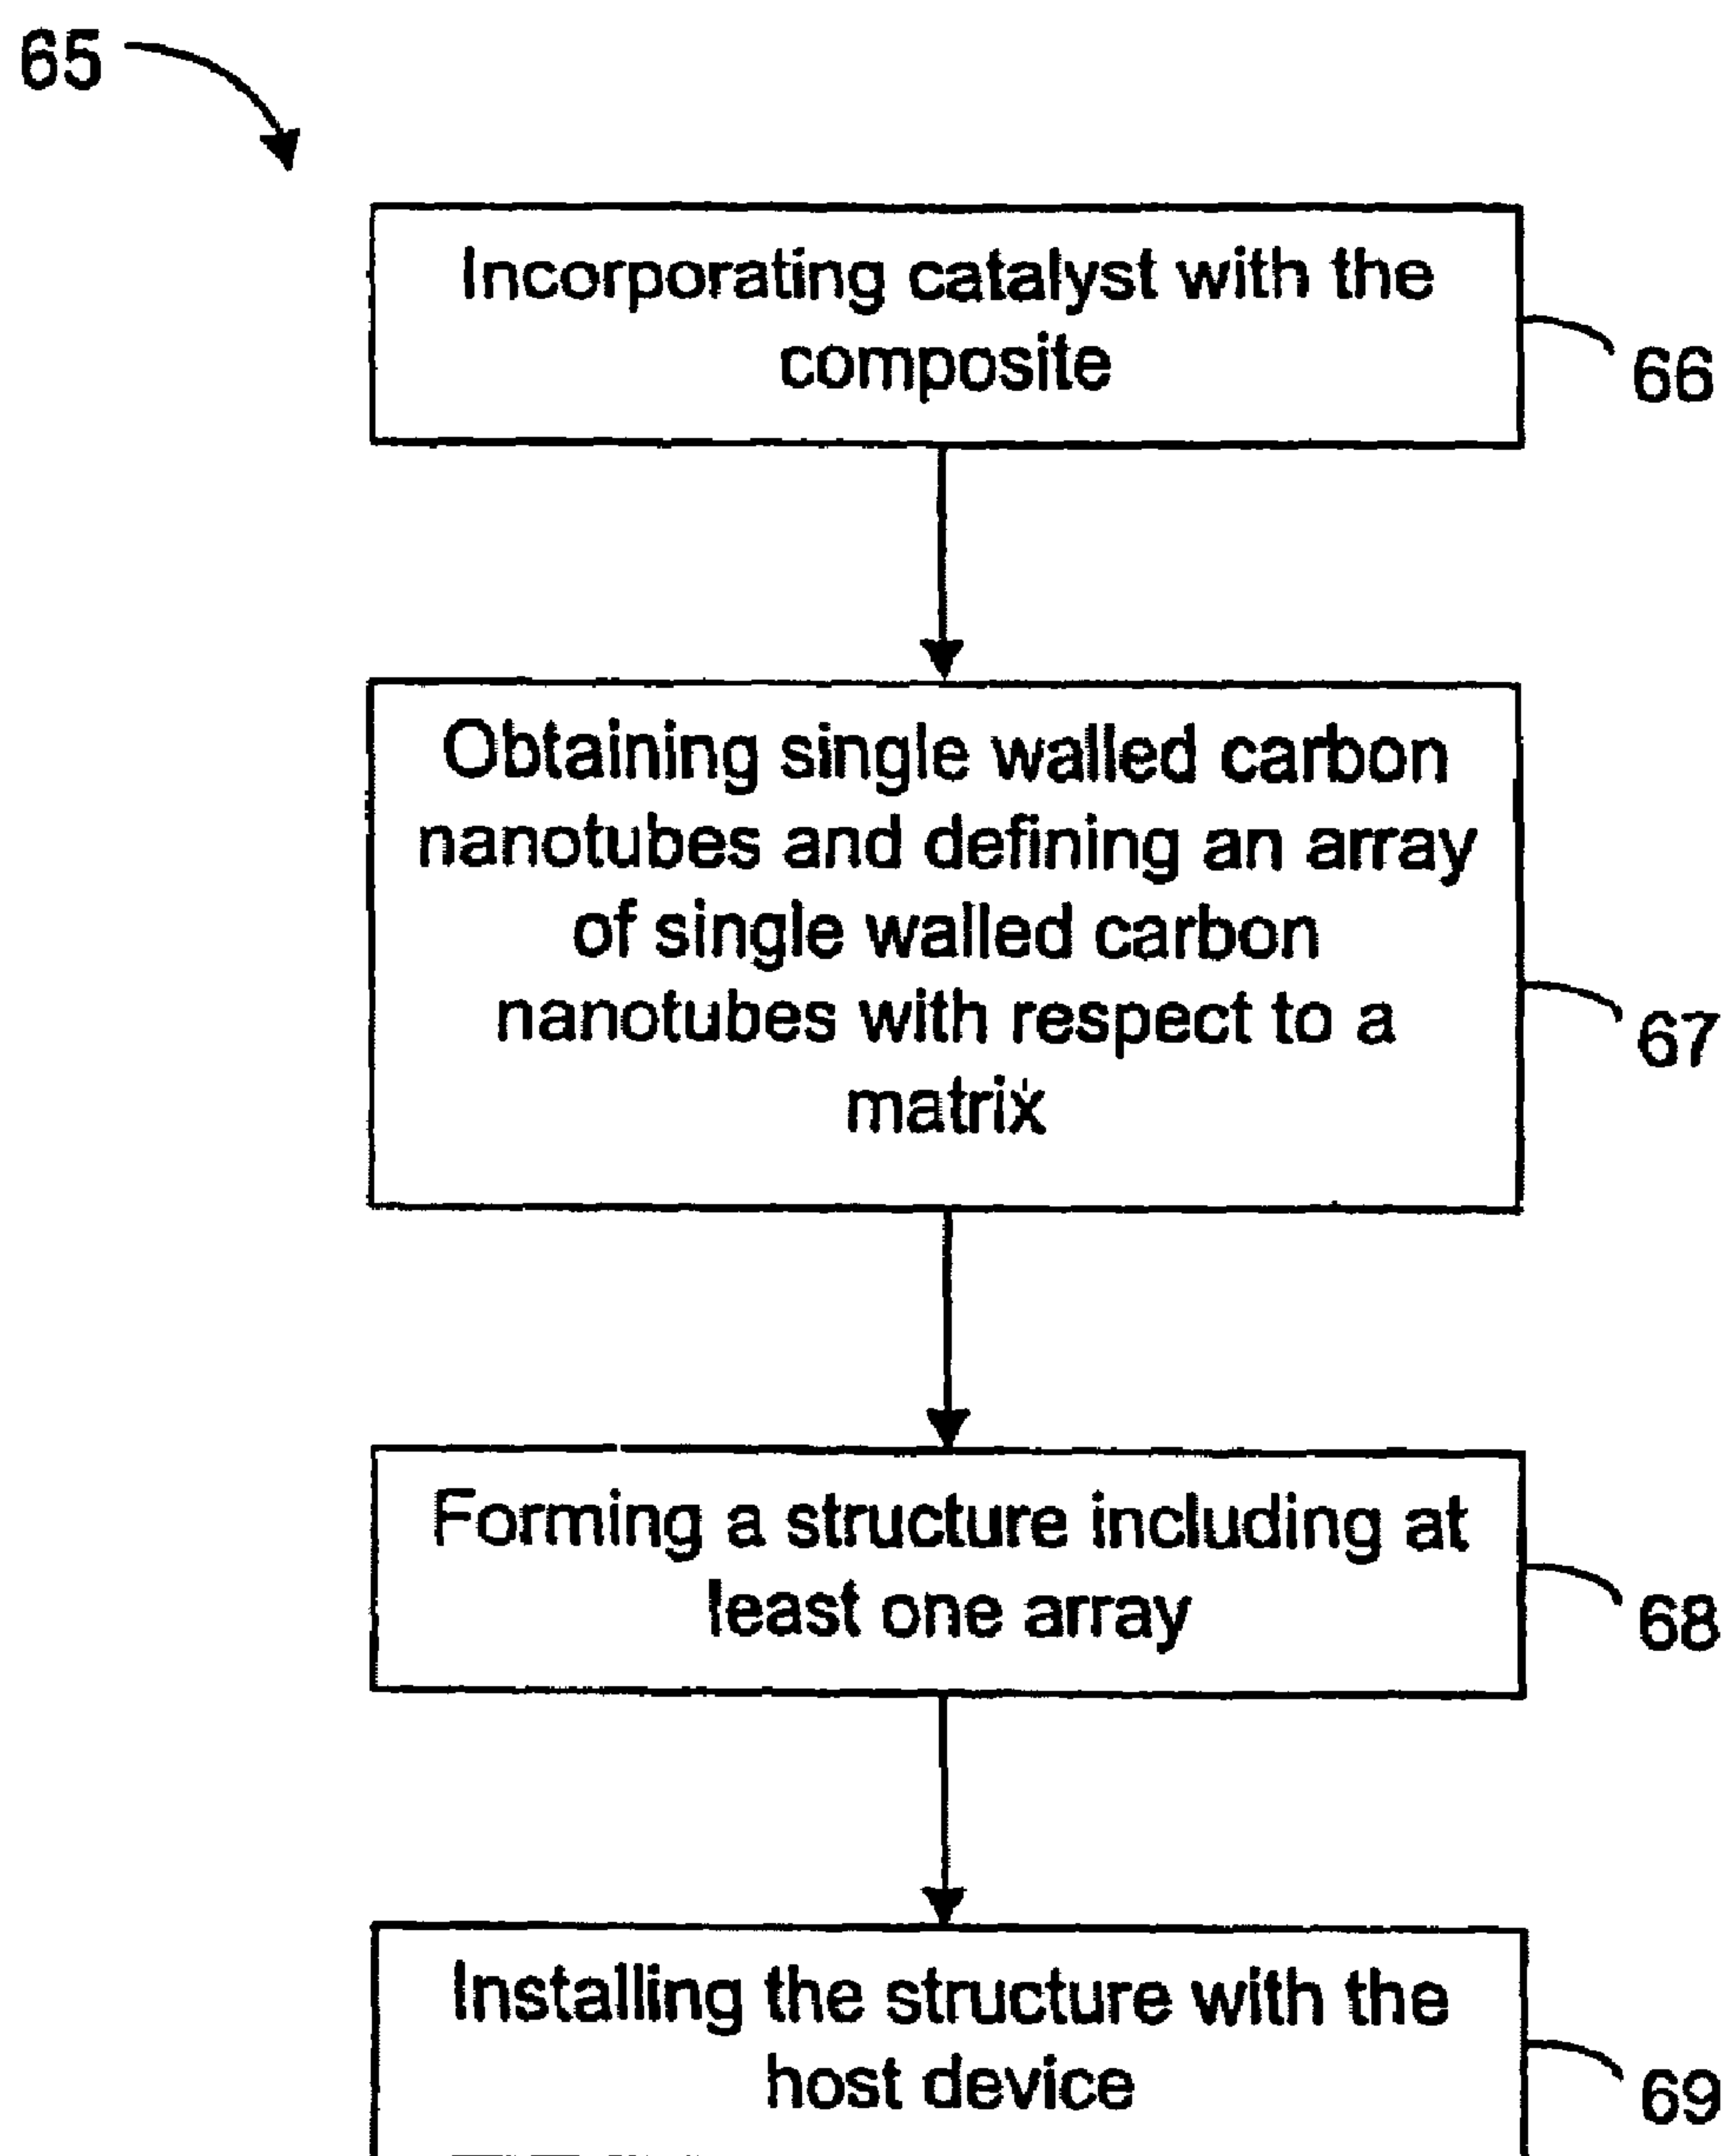 65
Incorporating catalyst with the
composite
66
Obtaining single walled carbon
nanotubes and defining an array
of single walled carbon
nanotubes with respect to a
matrix
67
Forming a structure including at
least one array
68
Installing the structure with the
host device
69